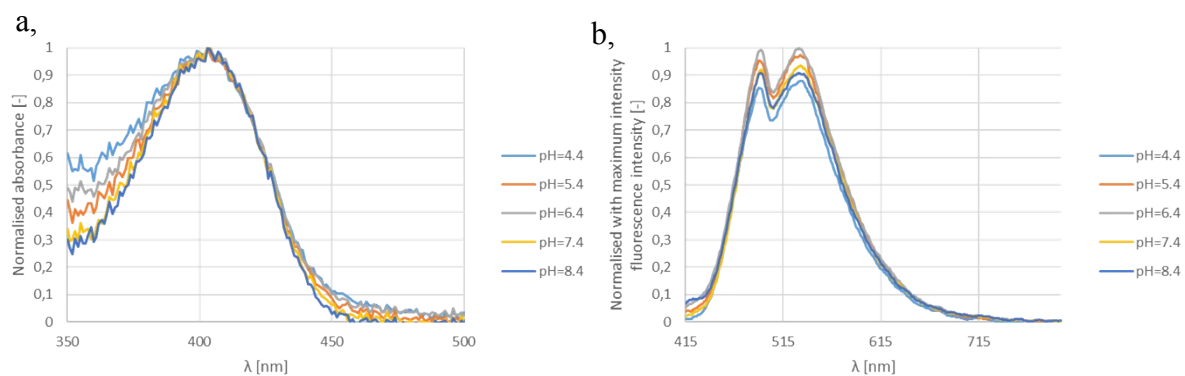 a,
Normalised absorbance [-]
1
0,9
0,8
0,7
0,6
0,5
0,4
0,3
0,2
0,1
0
350
400
450
500
λ [nm]
pH=4.4
pH=5.4
pH=6.4
pH=7.4
pH=8.4
b,
Normalised with maximum intensity
fluorescence intensity [-]
1
0,9
0,8
0,7
0,6
0,5
0,4
0,3
0,2
0,1
0
415
515
615
715
λ [nm]
pH=4.4
pH=5.4
pH=6.4
pH=7.4
pH=8.4